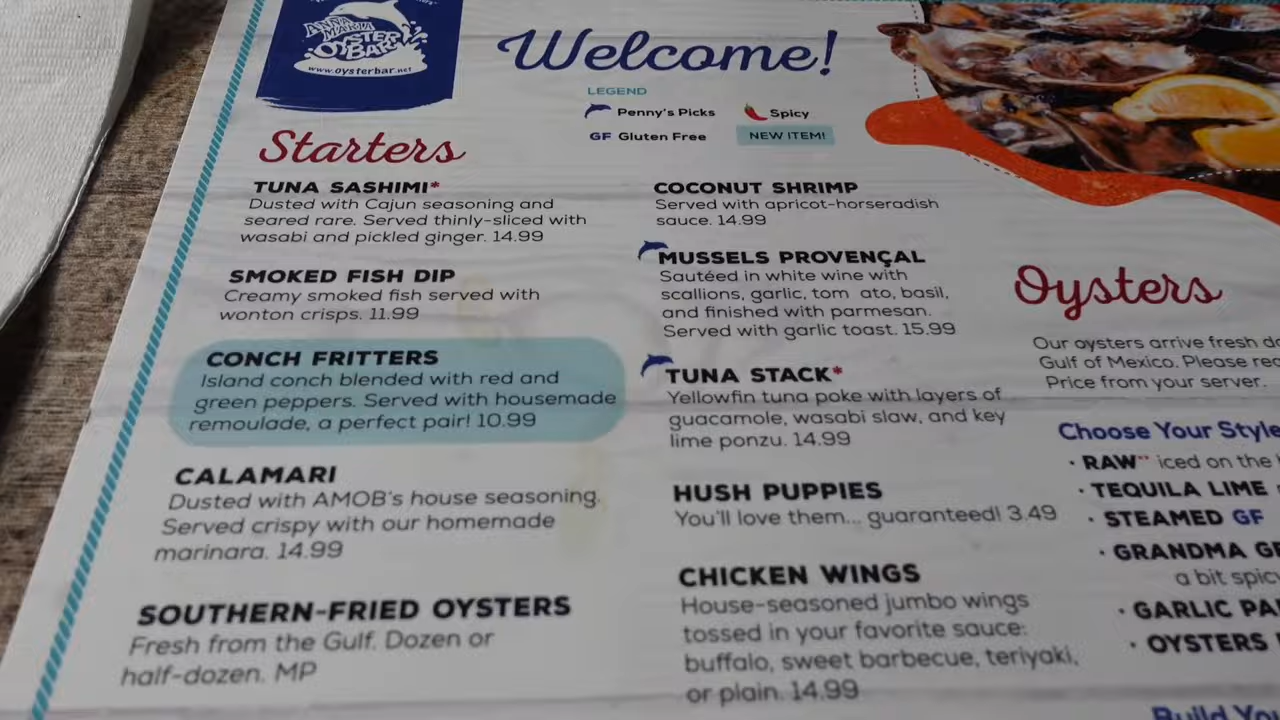 ANNA MARIA
OYSTER BAR
www.oysterbar.net
Welcome!
LEGEND
Penny's Picks
Spicy
GF Gluten Free
NEW ITEM!
Starters
TUNA SASHIMI*
Dusted with Cajun seasoning and
seared rare. Served thinly-sliced with
wasabi and pickled ginger. 14.99
SMOKED FISH DIP
Creamy smoked fish served with
wonton crisps. 11.99
CONCH FRITTERS
Island conch blended with red and
green peppers. Served with housemade
remoulade, a perfect pair! 10.99
CALAMARI
Dusted with AMOB's house seasoning.
Served crispy with our homemade
marinara. 14.99
SOUTHERN-FRIED OYSTERS
Fresh from the Gulf. Dozen or
half-dozen. MP
COCONUT SHRIMP
Served with apricot-horseradish
sauce. 14.99
MUSSELS PROVENÇAL
Sautéed in white wine with
scallions, garlic, tom ato, basil,
and finished with parmesan.
Served with garlic toast. 15.99
TUNA STACK*
Yellowfin tuna poke with layers of
guacamole, wasabi slaw, and key
lime ponzu. 14.99
HUSH PUPPIES
You'll love them... guaranteed! 3.49
CHICKEN WINGS
House-seasoned jumbo wings
tossed in your favorite sauce:
buffalo, sweet barbecue, teriyaki,
or plain. 14.99
Oysters
Our oysters arrive fresh
Gulf of Mexico. Please
Price from your server.
Choose Your Style
• RAW** iced on the
• TEQUILA LIME
• STEAMED GF
• GRANDMA
a bit spicy
• GARLIC
• OYSTERS
Build